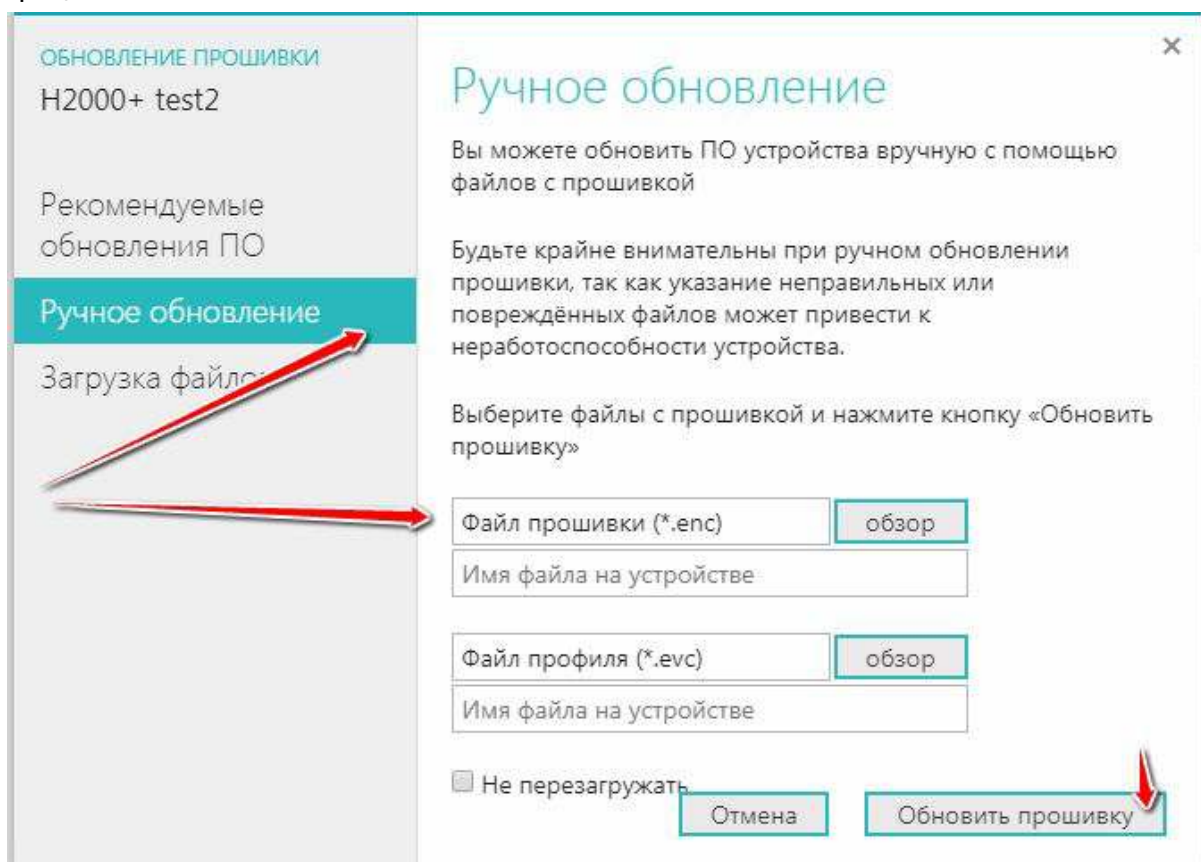 ОБНОВЛЕНИЕ ПРОШИВКИ
H2000+ test2
Рекомендуемые
обновления ПО
Ручное обновление
Загрузка
Ручное обновление
Вы можете обновить ПО устройства вручную с помощью
файлов с прошивкой
Будьте крайне внимательны при ручном обновлении
прошивки, так как указание неправильных или
повреждённых файлов может привести к
неработоспособности устройства.
Выберите файлы с прошивкой и нажмите кнопку «Обновить
прошивку»
Файл прошивки (*.enc)
обзор
Имя файла на устройстве
Файл профиля (*.evc)
обзор
Имя файла на устройстве
Не перезагружать
Отмена
Обновить прошивку